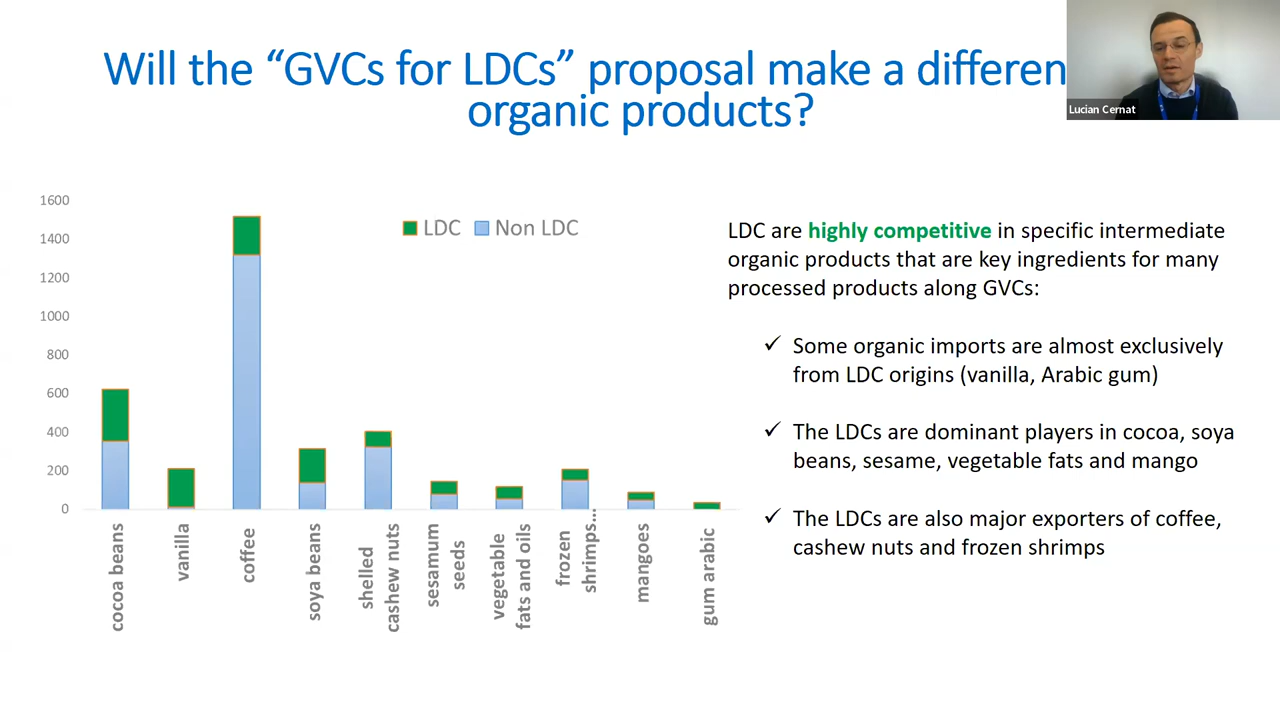 Will the “GVCs for LDCs” proposal make a differen
organic products?
Lucian Cernat
1600
1400
1200
1000
800
600
400
200
0
LDC Non LDC
cocoa beans
vanilla
coffee
soya beans
shelled
cashew nuts
sesamum
seeds
vegetable
fats and oils
frozen
shrimps...
mangoes
gum arabic
LDC are highly competitive in specific intermediate
organic products that are key ingredients for many
processed products along GVCs:
✓ Some organic imports are almost exclusively
from LDC origins (vanilla, Arabic gum)
✓ The LDCs are dominant players in cocoa, soya
beans, sesame, vegetable fats and mango
✓ The LDCs are also major exporters of coffee,
cashew nuts and frozen shrimps